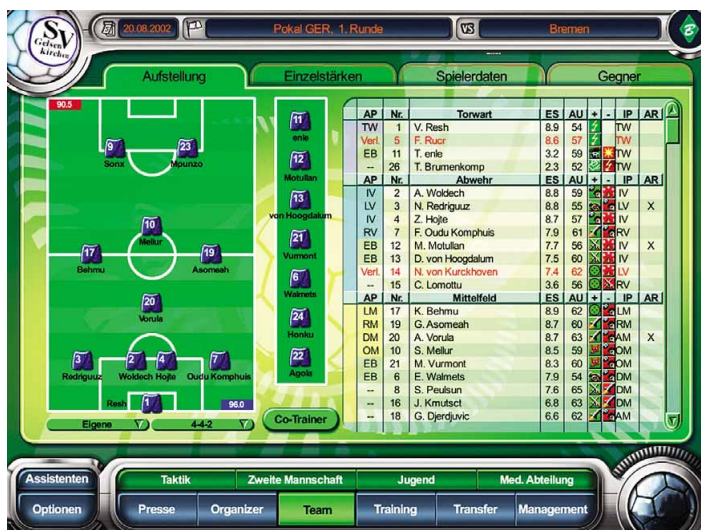 SV
Gelsen
kirchen
20.08.2002 Pokal GER, 1. Runde VS Bremen
Aufstellung Einzelstärken Spielerdaten Gegner
90.5
9 Sonx
23 Mpunzo
10 Mellur
17 Behmu
19 Asomeah
20 Vorula
3 Redriguuz
2 Woldech
4 Hojte
7 Oudu Komphuis
Resh 1
96.0
Eigene 4-4-2
11 enle
12 Motullan
13 von Hoogdalum
21 Vurmont
6 Walmets
24 Honku
22 Agola
Co-Trainer
AP Nr. Torwart ES AU + - IP AR
TW 1 V. Resh 8.9 54 TW
Verl. 5 F. Rucr 8.6 57 TW
EB 11 T. enle 3.2 59 TW
-- 26 T. Brumenkomp 2.3 52 TW
AP Nr. Abwehr ES AU + - IP AR
IV 2 A. Woldech 8.8 59 IV
LV 3 N. Redriguuz 8.8 55 LV X
IV 4 Z. Hojte 8.7 57 IV
RV 7 F. Oudu Komphuis 7.9 61 RV
EB 12 M. Motullan 7.7 56 IV X
EB 13 D. von Hoogdalum 7.5 60 IV
Verl. 14 N. von Kurckhoven 7.4 62 LV
-- 15 C. Lomottu 3.6 56 RV
AP Nr. Mittelfeld ES AU + - IP AR
LM 17 K. Behmu 8.9 62 LM
RM 19 G. Asomeah 8.7 60 RM
DM 20 A. Vorula 8.7 63 AM X
OM 10 S. Mellur 8.5 59 OM
EB 21 M. Vurmont 8.3 60 OM
EB 6 E. Walmets 7.9 54 DM
-- 8 S. Peulsun 7.6 65 DM
-- 16 J. Kmutsct 6.8 63 DM
-- 18 G. Djerdjuvic 6.6 62 AM
Assistenten Taktik Zweite Mannschaft Jugend Med. Abteilung
Optionen Presse Organizer Team Training Transfer Management